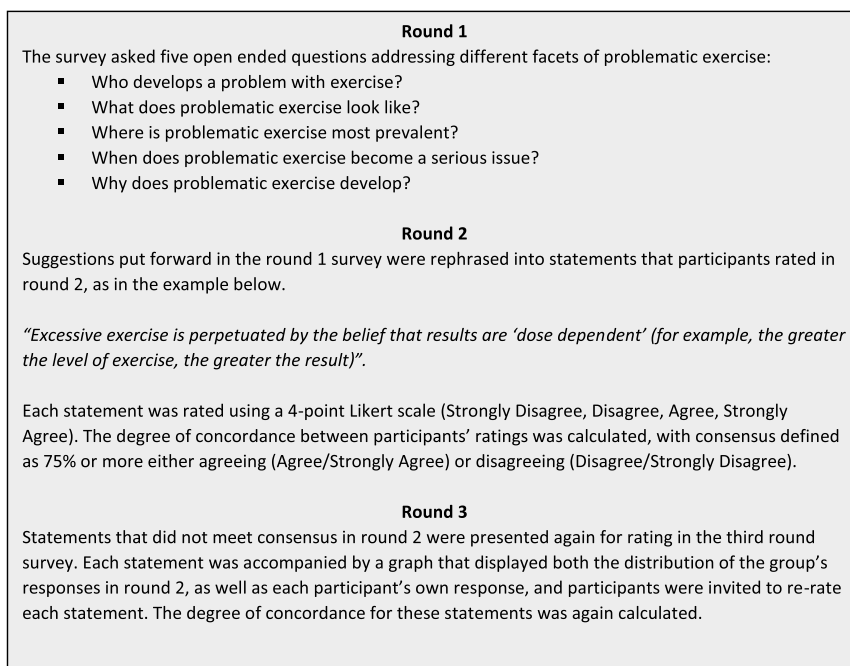 Round 1
The survey asked five open ended questions addressing different facets of problematic exercise:
▪ Who develops a problem with exercise?
▪ What does problematic exercise look like?
▪ Where is problematic exercise most prevalent?
▪ When does problematic exercise become a serious issue?
▪ Why does problematic exercise develop?
Round 2
Suggestions put forward in the round 1 survey were rephrased into statements that participants rated in
round 2, as in the example below.
“Excessive exercise is perpetuated by the belief that results are ‘dose dependent’ (for example, the greater
the level of exercise, the greater the result)”.
Each statement was rated using a 4-point Likert scale (Strongly Disagree, Disagree, Agree, Strongly
Agree). The degree of concordance between participants’ ratings was calculated, with consensus defined
as 75% or more either agreeing (Agree/Strongly Agree) or disagreeing (Disagree/Strongly Disagree).
Round 3
Statements that did not meet consensus in round 2 were presented again for rating in the third round
survey. Each statement was accompanied by a graph that displayed both the distribution of the group’s
responses in round 2, as well as each participant’s own response, and participants were invited to re-rate
each statement. The degree of concordance for these statements was again calculated.